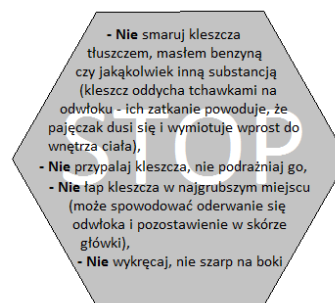 - Nie smaruj kleszcza
tłuszczem, masłem benzyną
czy jakąkolwiek inną substancją
(kleszcz oddycha tchawkami na
odwłoku - ich zatkanie powoduje, że
pajęczak dusi się i wymiotuje wprost do
wnętrza ciała),
- Nie przypalaj kleszcza, nie podrażniaj go,
- Nie łap kleszcza w najgrubszym miejscu
(może spowodować oderwanie się
odwłoka i pozostawienie w skórze
główki),
- Nie wykręcaj, nie szarp na boki
STOP